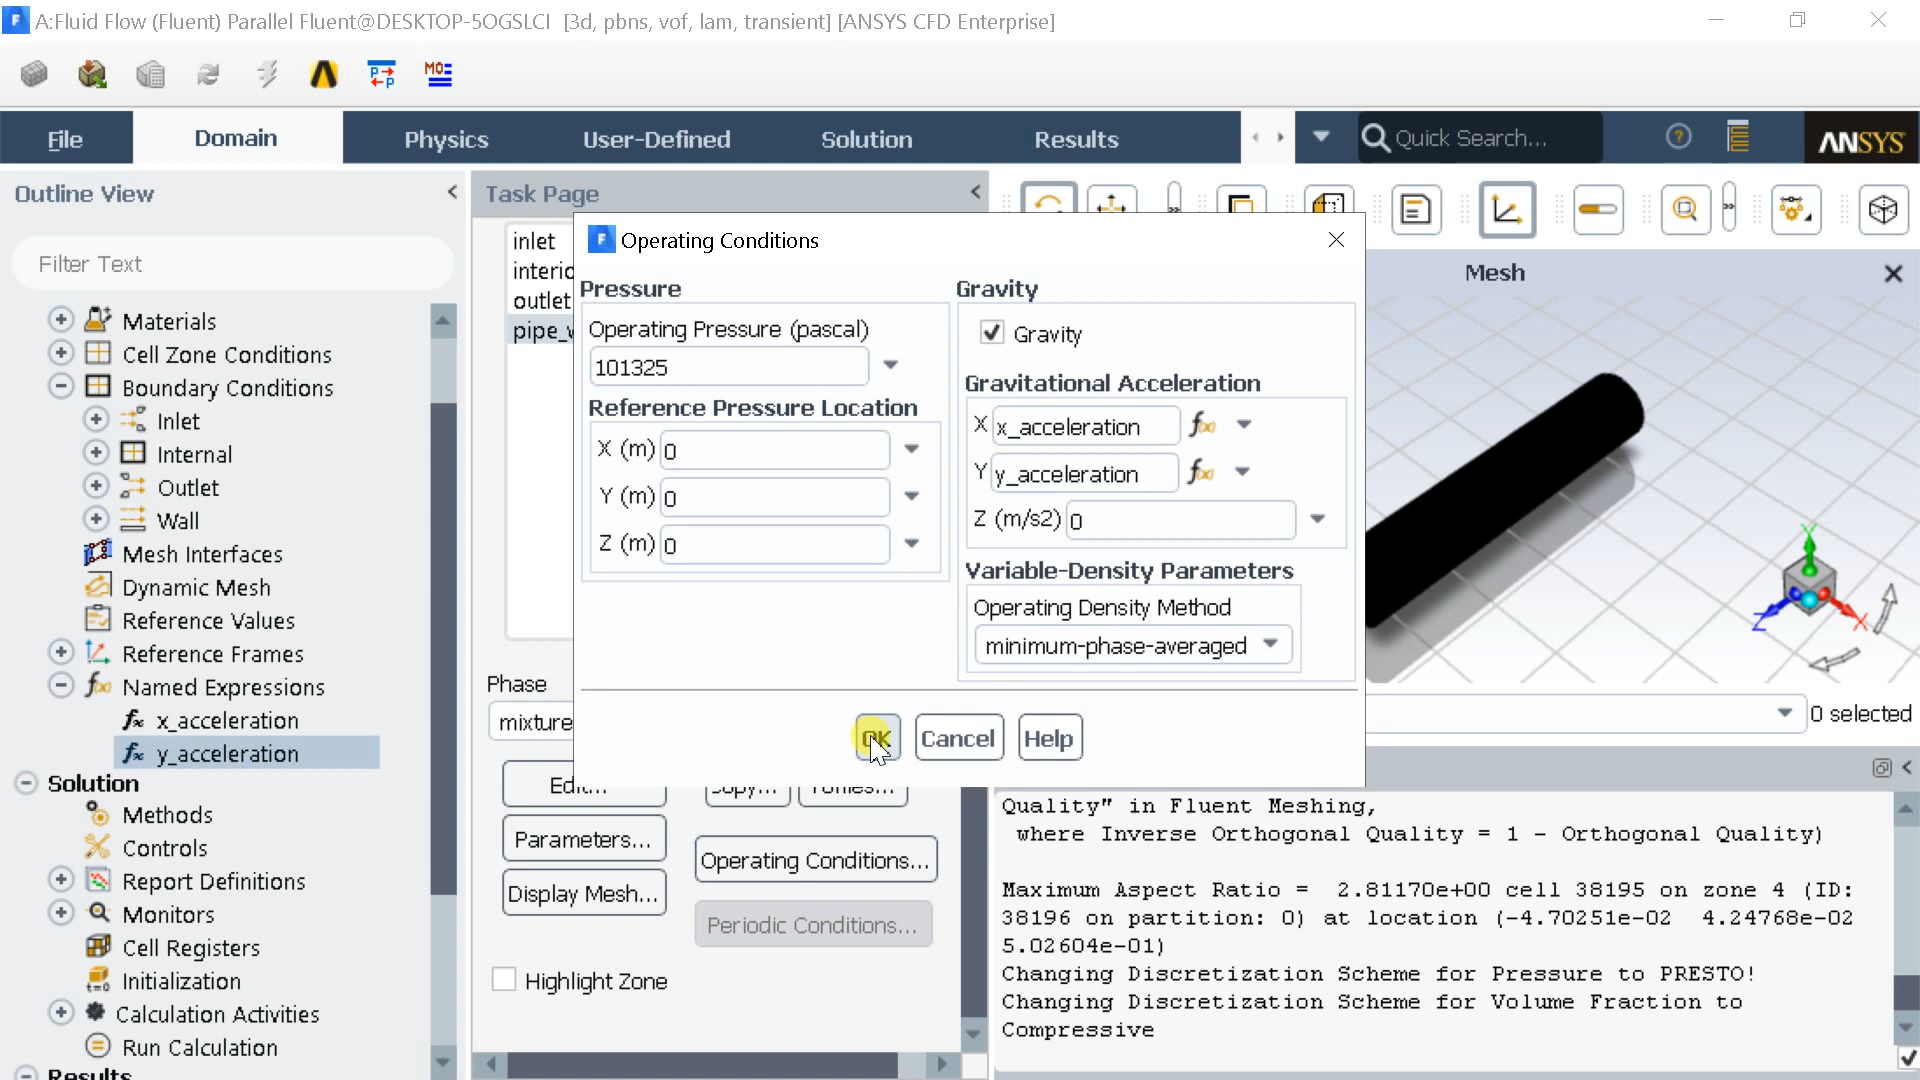 A:Fluid Flow (Fluent) Parallel Fluent@DESKTOP-5OGSLCI [3d, pbns, vof, lam, transient] [ANSYS CFD Enterprise]
File
Domain
Physics
User-Defined
Solution
Results
Quick Search...
ANSYS
Outline View
Filter Text
Materials
Cell Zone Conditions
Boundary Conditions
Inlet
Internal
Outlet
Wall
Mesh Interfaces
Dynamic Mesh
Reference Values
Reference Frames
Named Expressions
x_acceleration
y_acceleration
Solution
Methods
Controls
Report Definitions
Monitors
Cell Registers
Initialization
Calculation Activities
Run Calculation
Results
Task Page
inlet
outlet
Phase
mixture
Edit...
Copy...
Parameters...
Operating Conditions...
Display Mesh...
Periodic Conditions...
Highlight Zone
Operating Conditions
Pressure
Operating Pressure (pascal)
101325
Reference Pressure Location
X (m) 0
Y (m) 0
Z (m) 0
Gravity
Gravity
Gravitational Acceleration
X x_acceleration
Y y_acceleration
Z (m/s2) 0
Variable-Density Parameters
Operating Density Method
minimum-phase-averaged
OK
Cancel
Help
Mesh
Y
Z
X
0 selected
Quality" in Fluent Meshing,
where Inverse Orthogonal Quality = 1 - Orthogonal Quality)
Maximum Aspect Ratio = 2.81170e+00 cell 38195 on zone 4 (ID:
38196 on partition: 0) at location (-4.70251e-02 4.24768e-02
5.02604e-01)
Changing Discretization Scheme for Pressure to PRESTO!
Changing Discretization Scheme for Volume Fraction to
Compressive